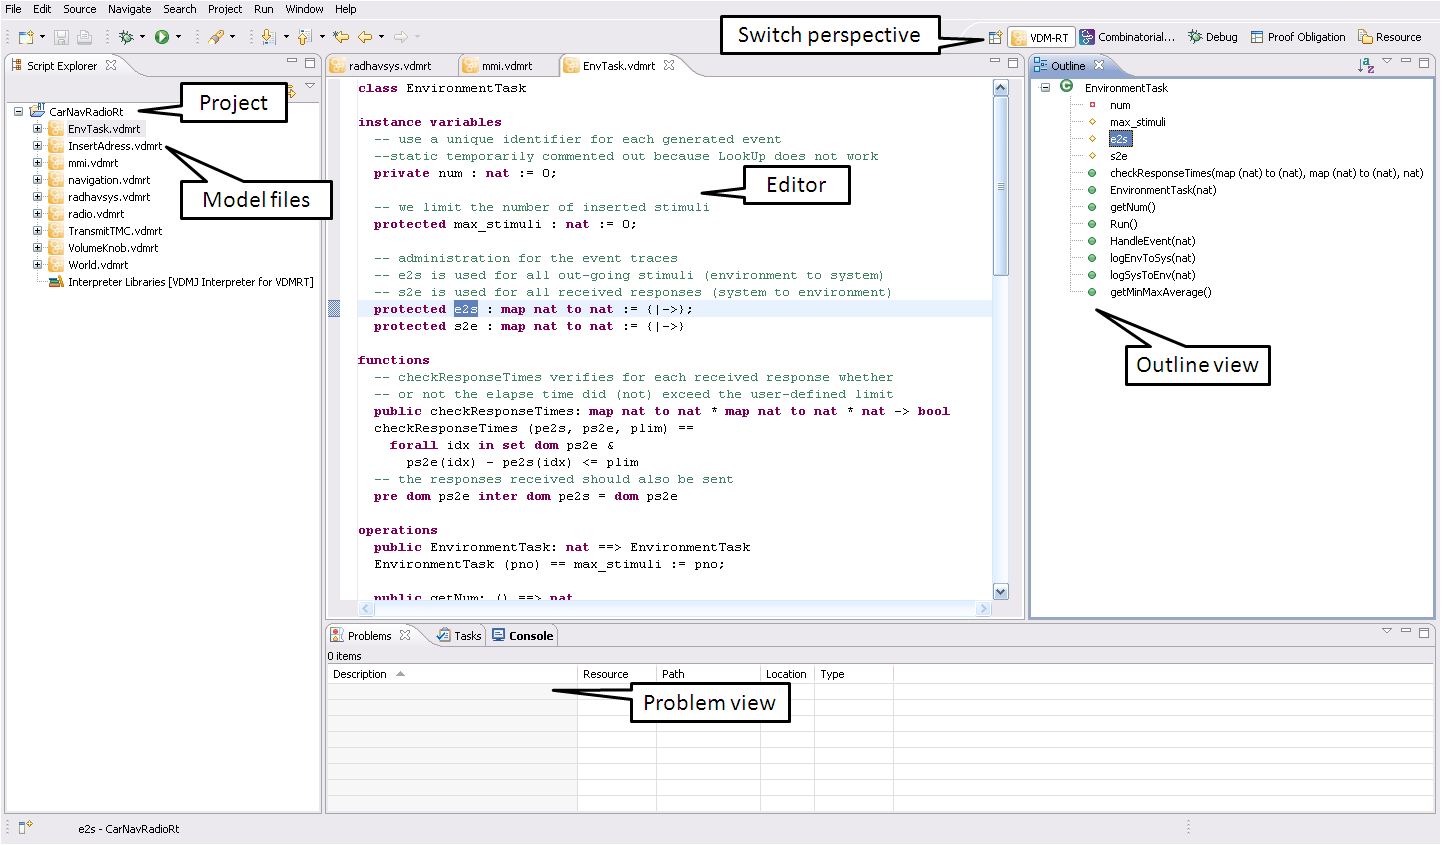 File Edit Source Navigate Search Project Run Window Help
Switch perspective
VDM-RT Combinatorial... Debug Proof Obligation Resource
Script Explorer
Project
CarNavRadioRt
EnvTask.vdmrt
InsertAdress.vdmrt
mmi.vdmrt
navigation.vdmrt
radhavsys.vdmrt
radio.vdmrt
TransmitTMC.vdmrt
VolumeKnob.vdmrt
World.vdmrt
Interpreter Libraries [VDMJ Interpreter for VDMRT]
Model files
radhavsys.vdmrt mmi.vdmrt EnvTask.vdmrt
class EnvironmentTask
instance variables
-- use a unique identifier for each generated event
--static temporarily commented out because LookUp does not work
private num : nat := 0;
Editor
-- we limit the number of inserted stimuli
protected max_stimuli : nat := 0;
-- administration for the event traces
-- e2s is used for all out-going stimuli (environment to system)
-- s2e is used for all received responses (system to environment)
protected e2s : map nat to nat := {|->};
protected s2e : map nat to nat := {|->}
functions
-- checkResponseTimes verifies for each received response whether
-- or not the elapse time did (not) exceed the user-defined limit
public checkResponseTimes: map nat to nat * map nat to nat * nat -> bool
checkResponseTimes (pe2s, ps2e, plim) ==
forall idx in set dom ps2e &
ps2e(idx) - pe2s(idx) <= plim
-- the responses received should also be sent
pre dom ps2e inter dom pe2s = dom ps2e
operations
public EnvironmentTask: nat ==> EnvironmentTask
EnvironmentTask (pno) == max_stimuli := pno;
public getNum: () ==> nat
Outline
EnvironmentTask
num
max_stimuli
e2s
s2e
checkResponseTimes(map (nat) to (nat), map (nat) to (nat), nat)
EnvironmentTask(nat)
getNum()
Run()
HandleEvent(nat)
logEnvToSys(nat)
logSysToEnv(nat)
getMinMaxAverage()
Outline view
Problems Tasks Console
0 items
Description Resource Path Location Type
Problem view
e2s - CarNavRadioRt